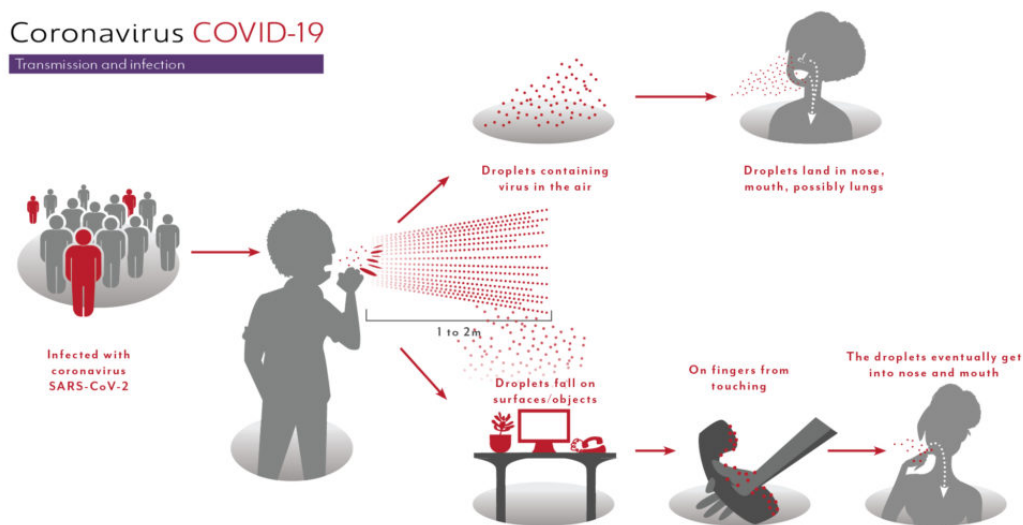 Coronavirus COVID-19
Transmission and infection
Infected with
coronavirus
SARS-CoV-2
1 to 2m
Droplets containing
virus in the air
Droplets land in nose,
mouth, possibly lungs
Droplets fall on
surfaces/objects
On fingers from
touching
The droplets eventually get
into nose and mouth